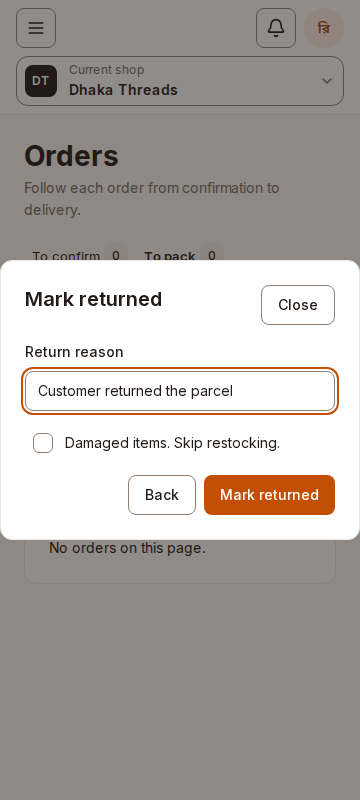 রি
DT
Current shop
Dhaka Threads
Orders
Follow each order from confirmation to
delivery.
To confirm 0 To pack 0
Mark returned
Close
Return reason
Customer returned the parcel
Damaged items. Skip restocking.
Back
Mark returned
No orders on this page.